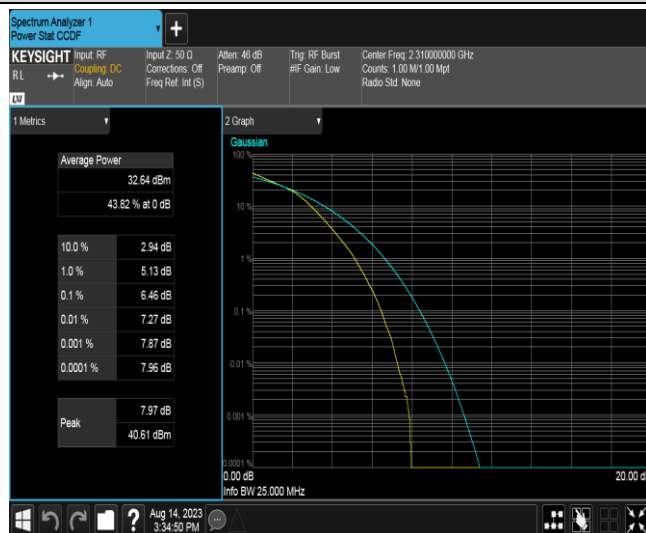 Spectrum Analyzer 1
Power Stat CCDF
+
KEYSIGHT
RL
LXI
Input: RF
Coupling: DC
Align: Auto
Input Z: 50 Ω
Corrections: Off
Freq Ref: Int (S)
Atten: 46 dB
Preamp: Off
Trig: RF Burst
#IF Gain: Low
Center Freq: 2.310000000 GHz
Counts: 1.00 M/1.00 Mpt
Radio Std: None
1 Metrics
Average Power
32.64 dBm
43.82 % at 0 dB
10.0 % 2.94 dB
1.0 % 5.13 dB
0.1 % 6.46 dB
0.01 % 7.27 dB
0.001 % 7.87 dB
0.0001 % 7.96 dB
Peak
7.97 dB
40.61 dBm
2 Graph
Gaussian
100 %
10 %
1 %
0.1 %
0.01 %
0.001 %
0.0001 %
0.00 dB
20.00 d
Info BW 25.000 MHz
?
Aug 14, 2023
3:34:50 PM